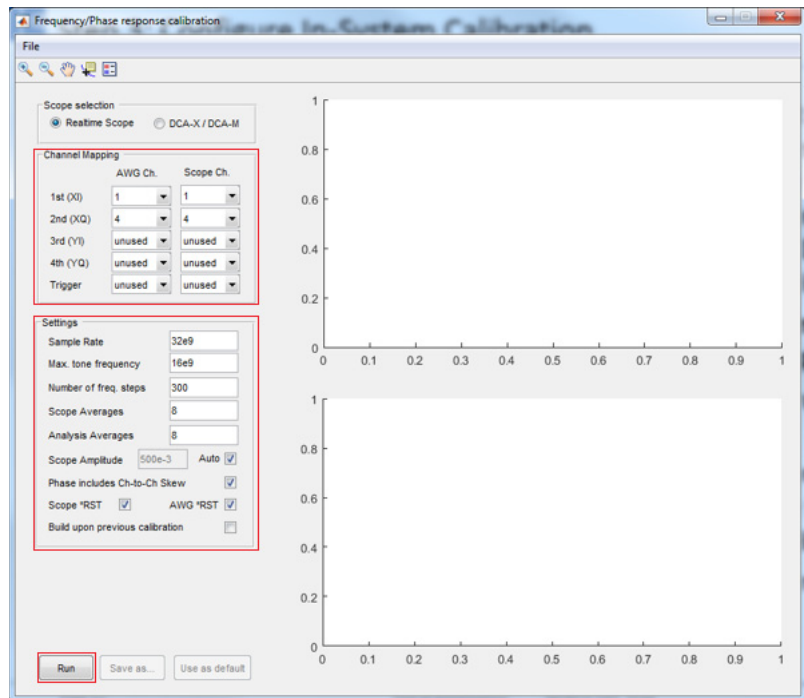 Frequency/Phase response calibration
Step 3: Configure In-System Calibration
File
Scope selection
Realtime Scope DCA-X / DCA-M
Channel Mapping
AWG Ch. Scope Ch.
1st (XI) 1 1
2nd (XQ) 4 4
3rd (YI) unused unused
4th (YQ) unused unused
Trigger unused unused
Settings
Sample Rate 32e9
Max. tone frequency 16e9
Number of freq. steps 300
Scope Averages 8
Analysis Averages 8
Scope Amplitude 500e-3 Auto
Phase includes Ch-to-Ch Skew
Scope *RST AWG *RST
Build upon previous calibration
Run Save as... Use as default
1
0.8
0.6
0.4
0.2
0
0 0.1 0.2 0.3 0.4 0.5 0.6 0.7 0.8 0.9 1
1
0.8
0.6
0.4
0.2
0
0 0.1 0.2 0.3 0.4 0.5 0.6 0.7 0.8 0.9 1